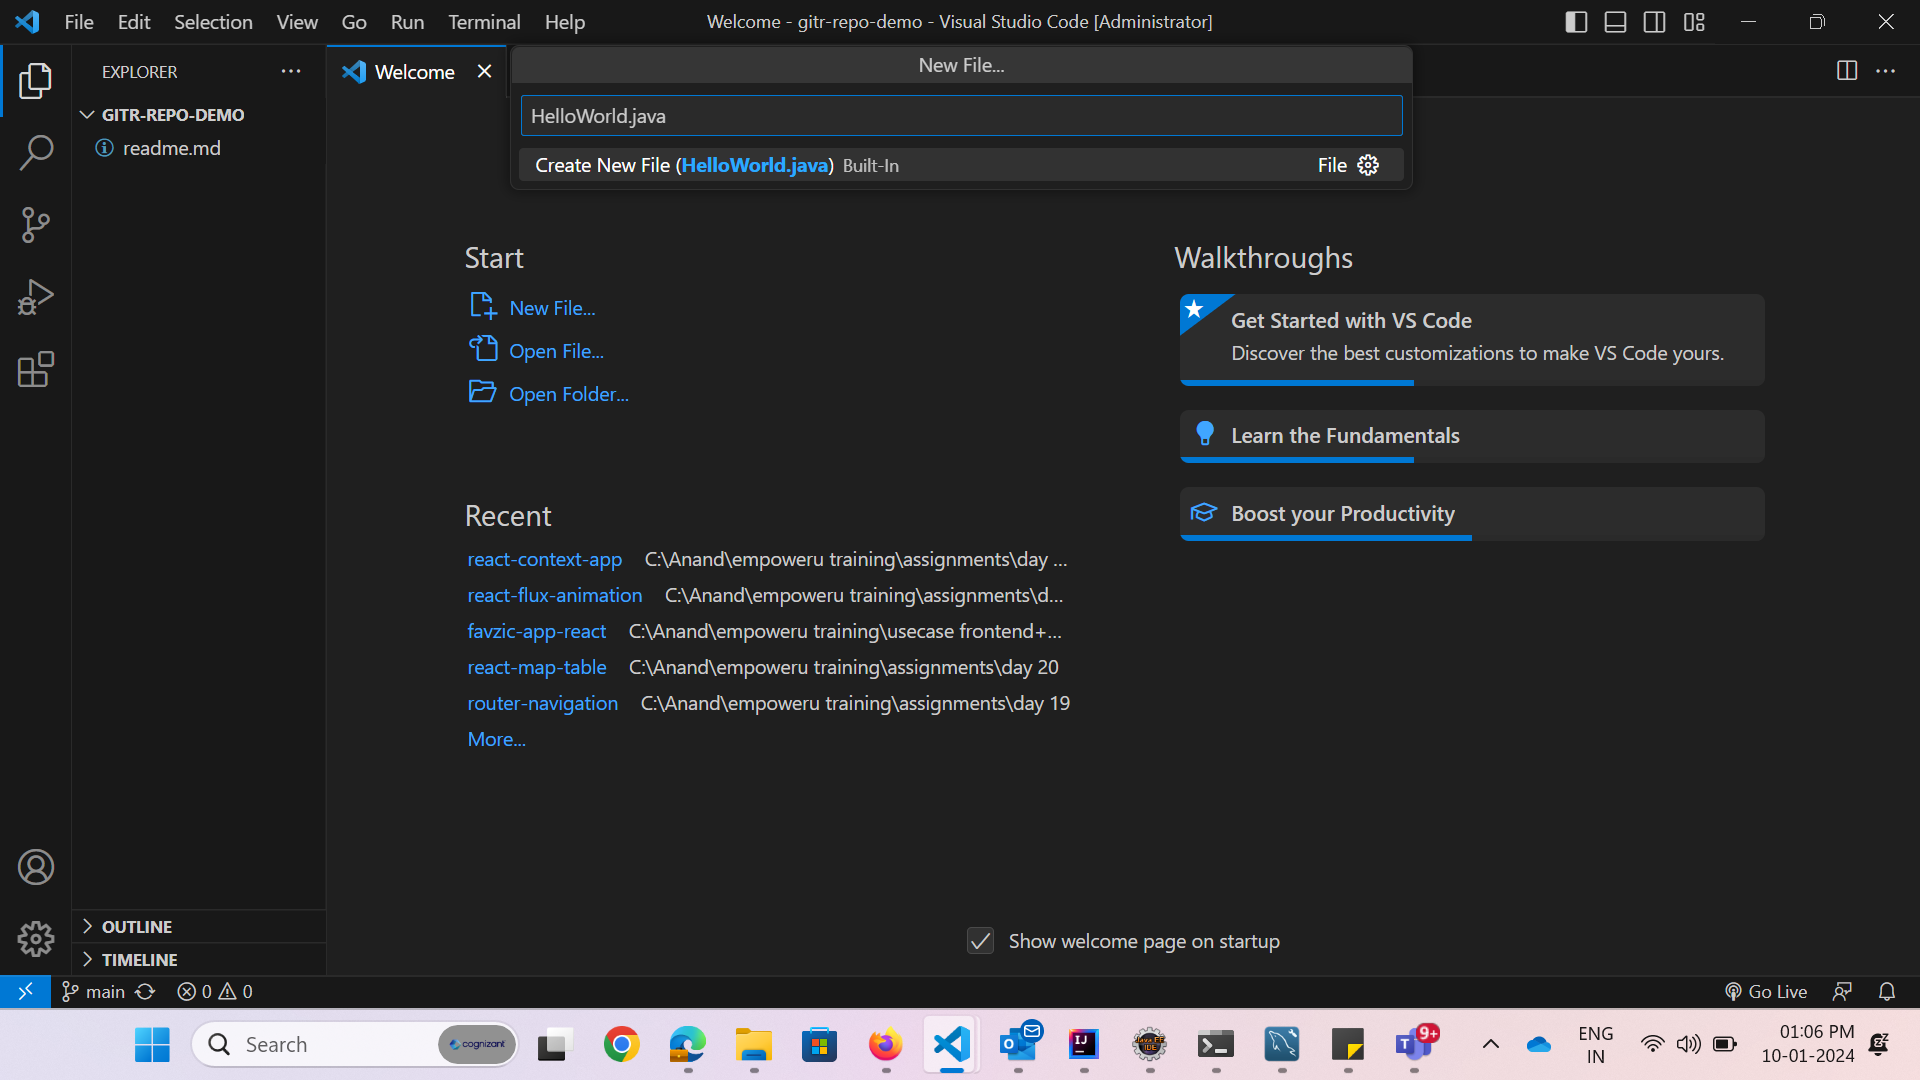 File Edit Selection View Go Run Terminal Help
Welcome - gitr-repo-demo - Visual Studio Code [Administrator]
EXPLORER
Welcome
New File...
HelloWorld.java
Create New File (HelloWorld.java) Built-In File
GITR-REPO-DEMO
readme.md
Start
New File...
Open File...
Open Folder...
Recent
react-context-app C:\Anand\empoweru training\assignments\day ...
react-flux-animation C:\Anand\empoweru training\assignments\d...
favzic-app-react C:\Anand\empoweru training\usecase frontend+...
react-map-table C:\Anand\empoweru training\assignments\day 20
router-navigation C:\Anand\empoweru training\assignments\day 19
More...
Walkthroughs
Get Started with VS Code
Discover the best customizations to make VS Code yours.
Learn the Fundamentals
Boost your Productivity
Show welcome page on startup
OUTLINE
TIMELINE
main 0 0
Go Live
Search
cognizant
IJ
Java EE
IDE
T
9+
ENG
IN
01:06 PM
10-01-2024